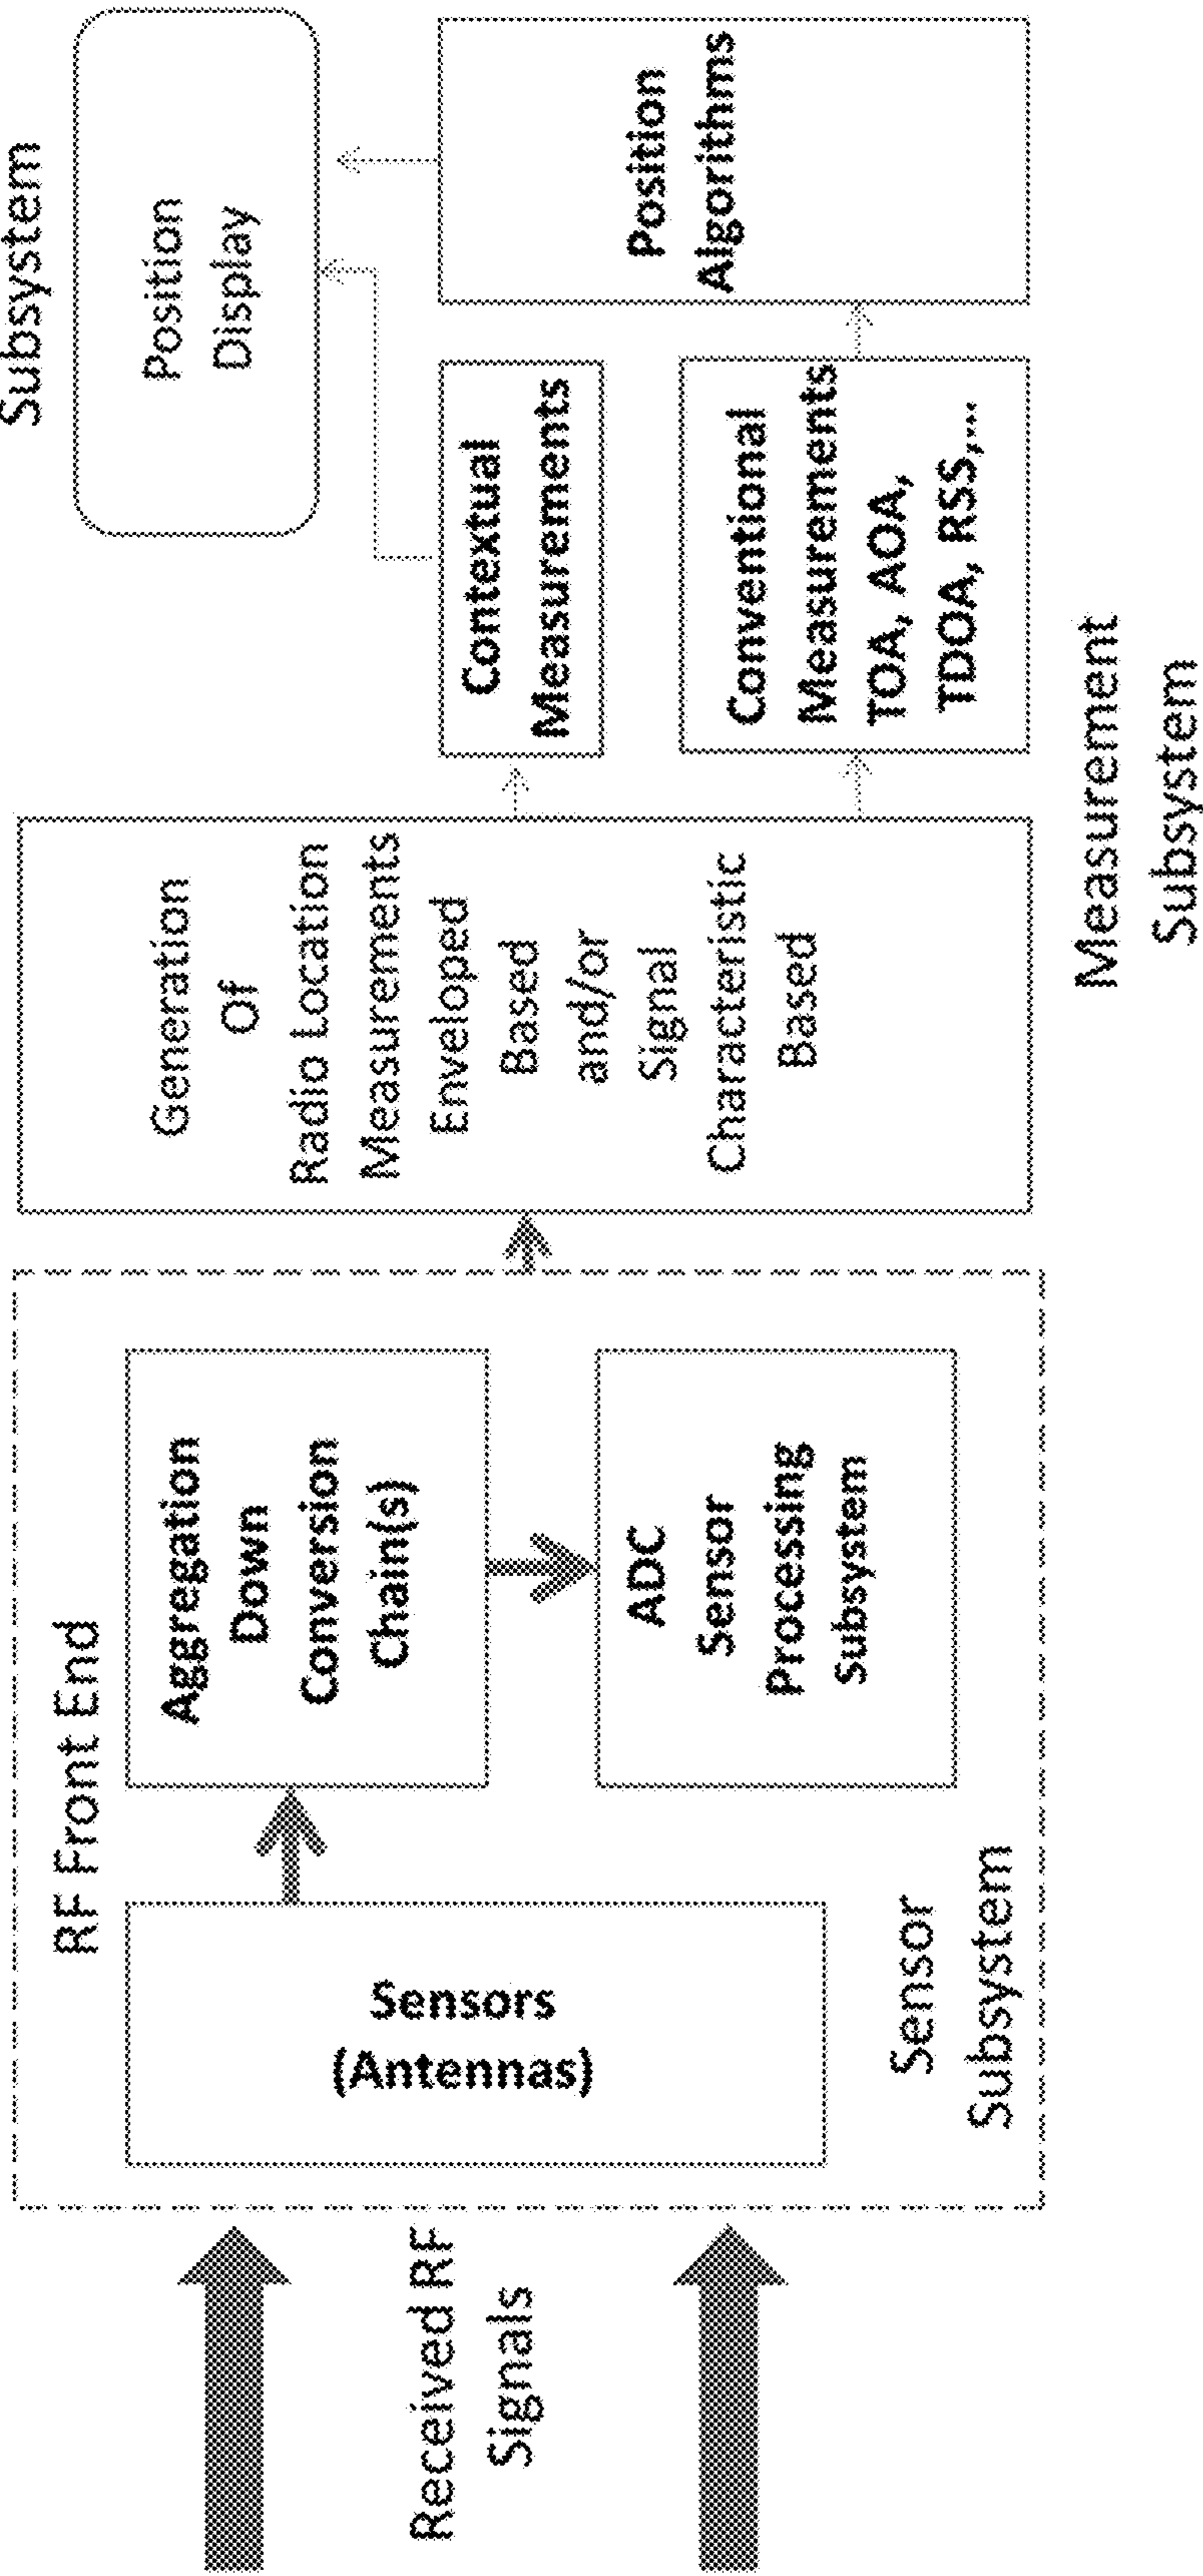 Received RF
Signals
RF Front End
Sensors
(Antennas)
Aggregation
Down
Conversion
Chain(s)
ADC
Sensor
Processing
Subsystem
Sensor
Subsystem
Generation
Of
Radio Location
Measurements
Enveloped
Based
and/or
Signal
Characteristic
Based
Contextual
Measurements
Conventional
Measurements
TOA, AOA,
TDOA, RSS,...
Measurement
Subsystem
Subsystem
Position
Display
Position
Algorithms